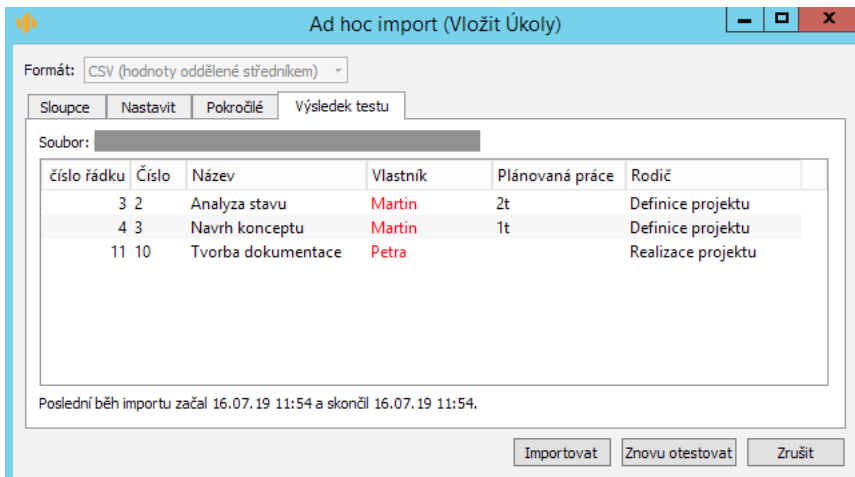 Ad hoc import (Vložit Úkoly)
Formát: CSV (hodnoty oddělené středníkem)
Sloupce Nastavit Pokročilé Výsledek testu
Soubor:
číslo řádku Číslo Název Vlastník Plánovaná práce Rodič
3 2 Analyza stavu Martin 2t Definice projektu
4 3 Navrh konceptu Martin 1t Definice projektu
11 10 Tvorba dokumentace Petra Realizace projektu
Poslední běh importu začal 16.07.19 11:54 a skončil 16.07.19 11:54.
Importovat Znovu otestovat Zrušit